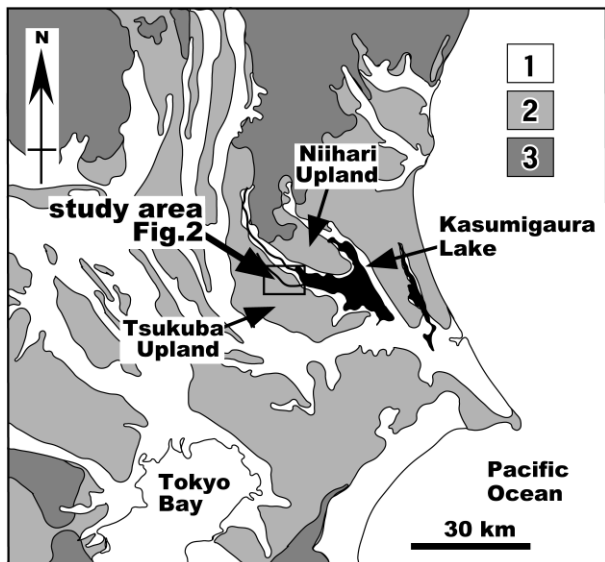 N
1
2
3
Niihari
Upland
study area
Fig.2
Kasumigaura
Lake
Tsukuba
Upland
Tokyo
Bay
Pacific
Ocean
30 km